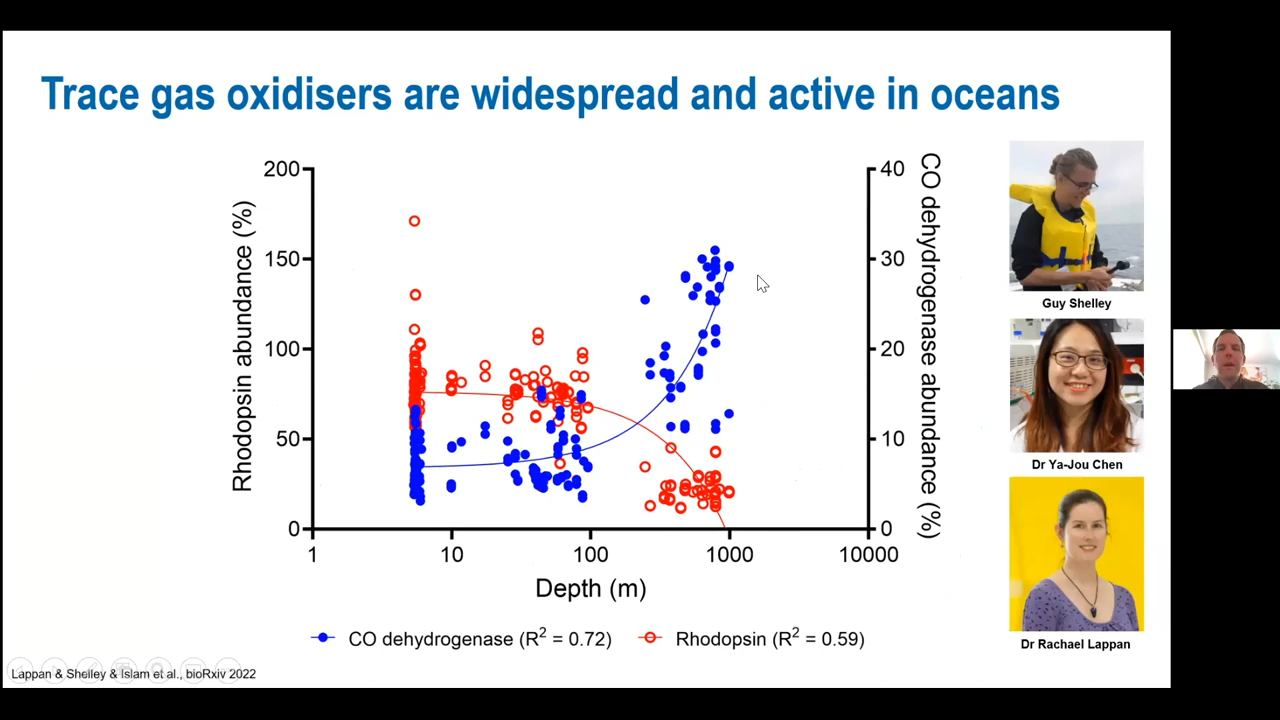 Trace gas oxidisers are widespread and active in oceans
200
150
100
50
0
Rhodopsin abundance (%)
40
30
20
10
0
CO dehydrogenase abundance (%)
1
10
100
1000
10000
Depth (m)
CO dehydrogenase (R2 = 0.72)
Rhodopsin (R2 = 0.59)
Guy Shelley
Dr Ya-Jou Chen
Dr Rachael Lappan
Lappan & Shelley & Islam et al., bioRxiv 2022